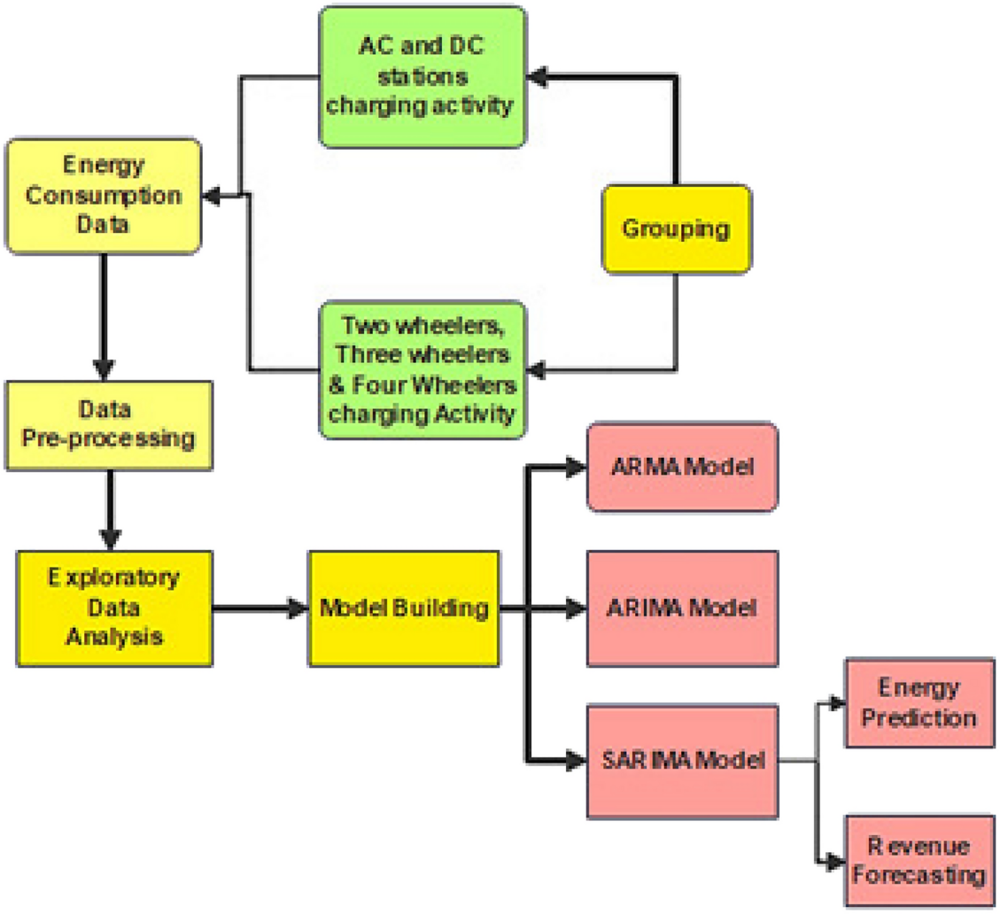 AC and DC
stations
charging activity
Energy
Consumption
Data
Grouping
Two wheelers,
Three wheelers
& Four Wheelers
charging Activity
Data
Pre-processing
ARMA Model
Exploratory
Data
Analysis
Model Building
ARIMA Model
Energy
Prediction
SARIMA Model
Revenue
Forecasting